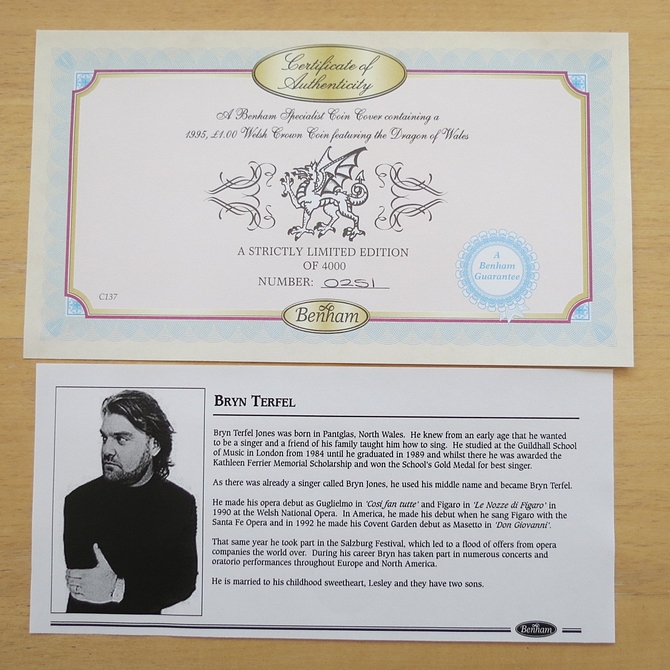 Certificate of
Authenticity
A Benham Specialist Coin Cover containing a
1995, £1.00 Welsh Crown Coin featuring the Dragon of Wales
A STRICTLY LIMITED EDITION
OF 4000
NUMBER: 0251
A
Benham
Guarantee
C137
Benham
BRYN TERFEL
Bryn Terfel Jones was born in Pantglas, North Wales. He knew from an early age that he wanted
to be a singer and a friend of his family taught him how to sing. He studied at the Guildhall School
of Music in London from 1984 until he graduated in 1989 and whilst there he was awarded the
Kathleen Ferrier Memorial Scholarship and won the School's Gold Medal for best singer.
As there was already a singer called Bryn Jones, he used his middle name and became Bryn Terfel.
He made his opera debut as Guglielmo in 'Cosi fan tutte' and Figaro in 'Le Nozze di Figaro' in
1990 at the Welsh National Opera. In America, he made his debut when he sang Figaro with the
Santa Fe Opera and in 1992 he made his Covent Garden debut as Masetto in 'Don Giovanni'.
That same year he took part in the Salzburg Festival, which led to a flood of offers from opera
companies the world over. During his career Bryn has taken part in numerous concerts and
oratorio performances throughout Europe and North America.
He is married to his childhood sweetheart, Lesley and they have two sons.
Benham